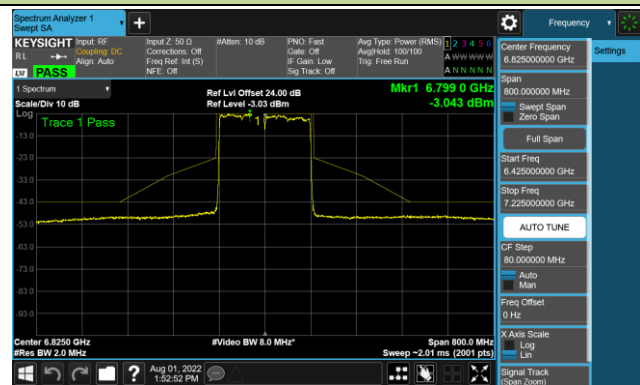 Spectrum Analyzer 1
Swept SA
Frequency
KEYSIGHT
Input: RF
Coupling: DC
Align: Auto
Input Z: 50 Ω
Corrections: Off
Freq Ref: Int (S)
NFE: Off
#Atten: 10 dB
PNO: Fast
Gate: Off
IF Gain: Low
Sig Track: Off
Avg Type: Power (RMS)
Avg|Hold: 100/100
Trig: Free Run
1 2 3 4 5 6
A W W W W W
A N N N N N
R L
LXI
PASS
1 Spectrum
Scale/Div 10 dB
Ref Lvl Offset 24.00 dB
Ref Level -3.03 dBm
Mkr1 6.799 0 GHz
-3.043 dBm
Log
Trace 1 Pass
1
-13.0
-23.0
-33.0
-43.0
-53.0
-63.0
-73.0
-83.0
-93.0
Center 6.8250 GHz
#Res BW 2.0 MHz
#Video BW 8.0 MHz*
Span 800.0 MHz
Sweep ~2.01 ms (2001 pts)
Aug 01, 2022
1:52:52 PM
Center Frequency
6.825000000 GHz
Settings
Span
800.000000 MHz
Swept Span
Zero Span
Full Span
Start Freq
6.425000000 GHz
Stop Freq
7.225000000 GHz
AUTO TUNE
CF Step
80.000000 MHz
Auto
Man
Freq Offset
0 Hz
X Axis Scale
Log
Lin
Signal Track
(Span Zoom)